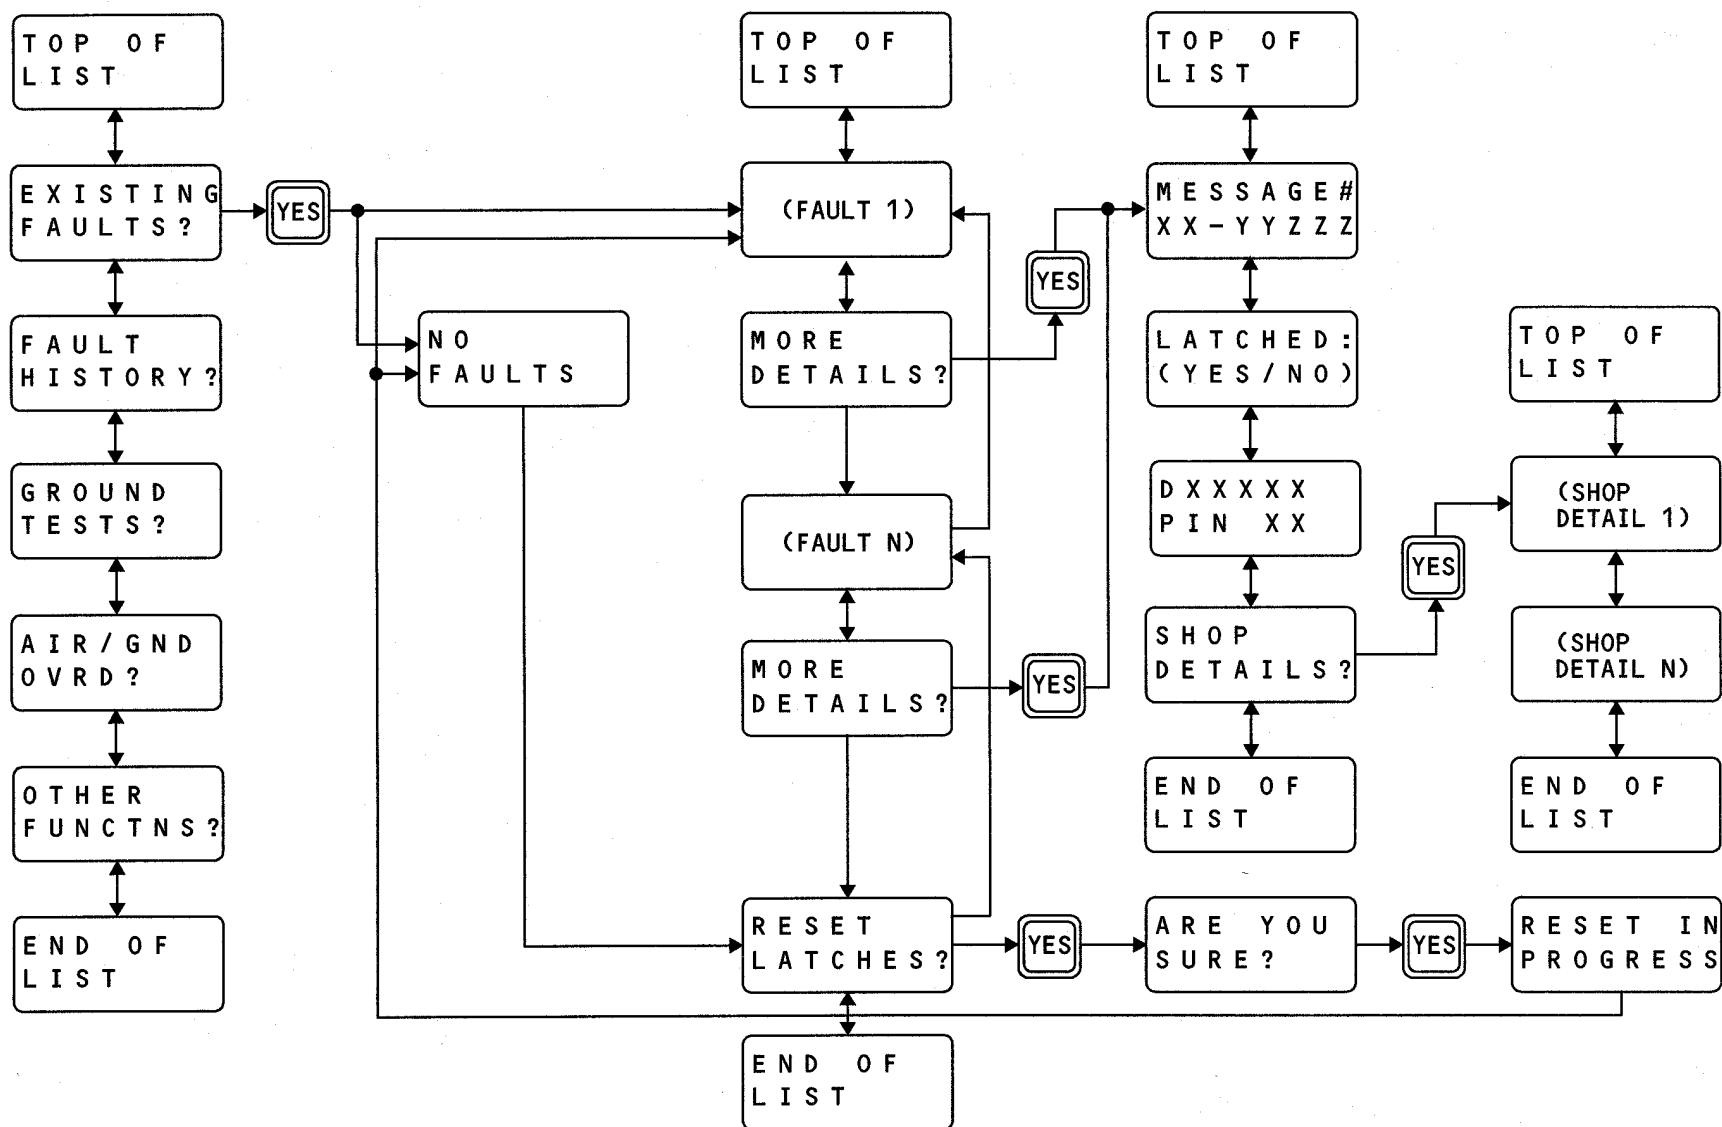 TOP OF
LIST
EXISTING
FAULTS?
YES
FAULT
HISTORY?
GROUND
TESTS?
AIR/GND
OVRD?
OTHER
FUNCTNS?
END OF
LIST
NO
FAULTS
TOP OF
LIST
(FAULT 1)
MORE
DETAILS?
YES
(FAULT N)
MORE
DETAILS?
YES
RESET
LATCHES?
YES
END OF
LIST
TOP OF
LIST
MESSAGE#
XX-YYZZZ
LATCHED:
(YES/NO)
DXXXXX
PIN XX
SHOP
DETAILS?
YES
END OF
LIST
ARE YOU
SURE?
YES
TOP OF
LIST
(SHOP
DETAIL 1)
(SHOP
DETAIL N)
END OF
LIST
RESET IN
PROGRESS